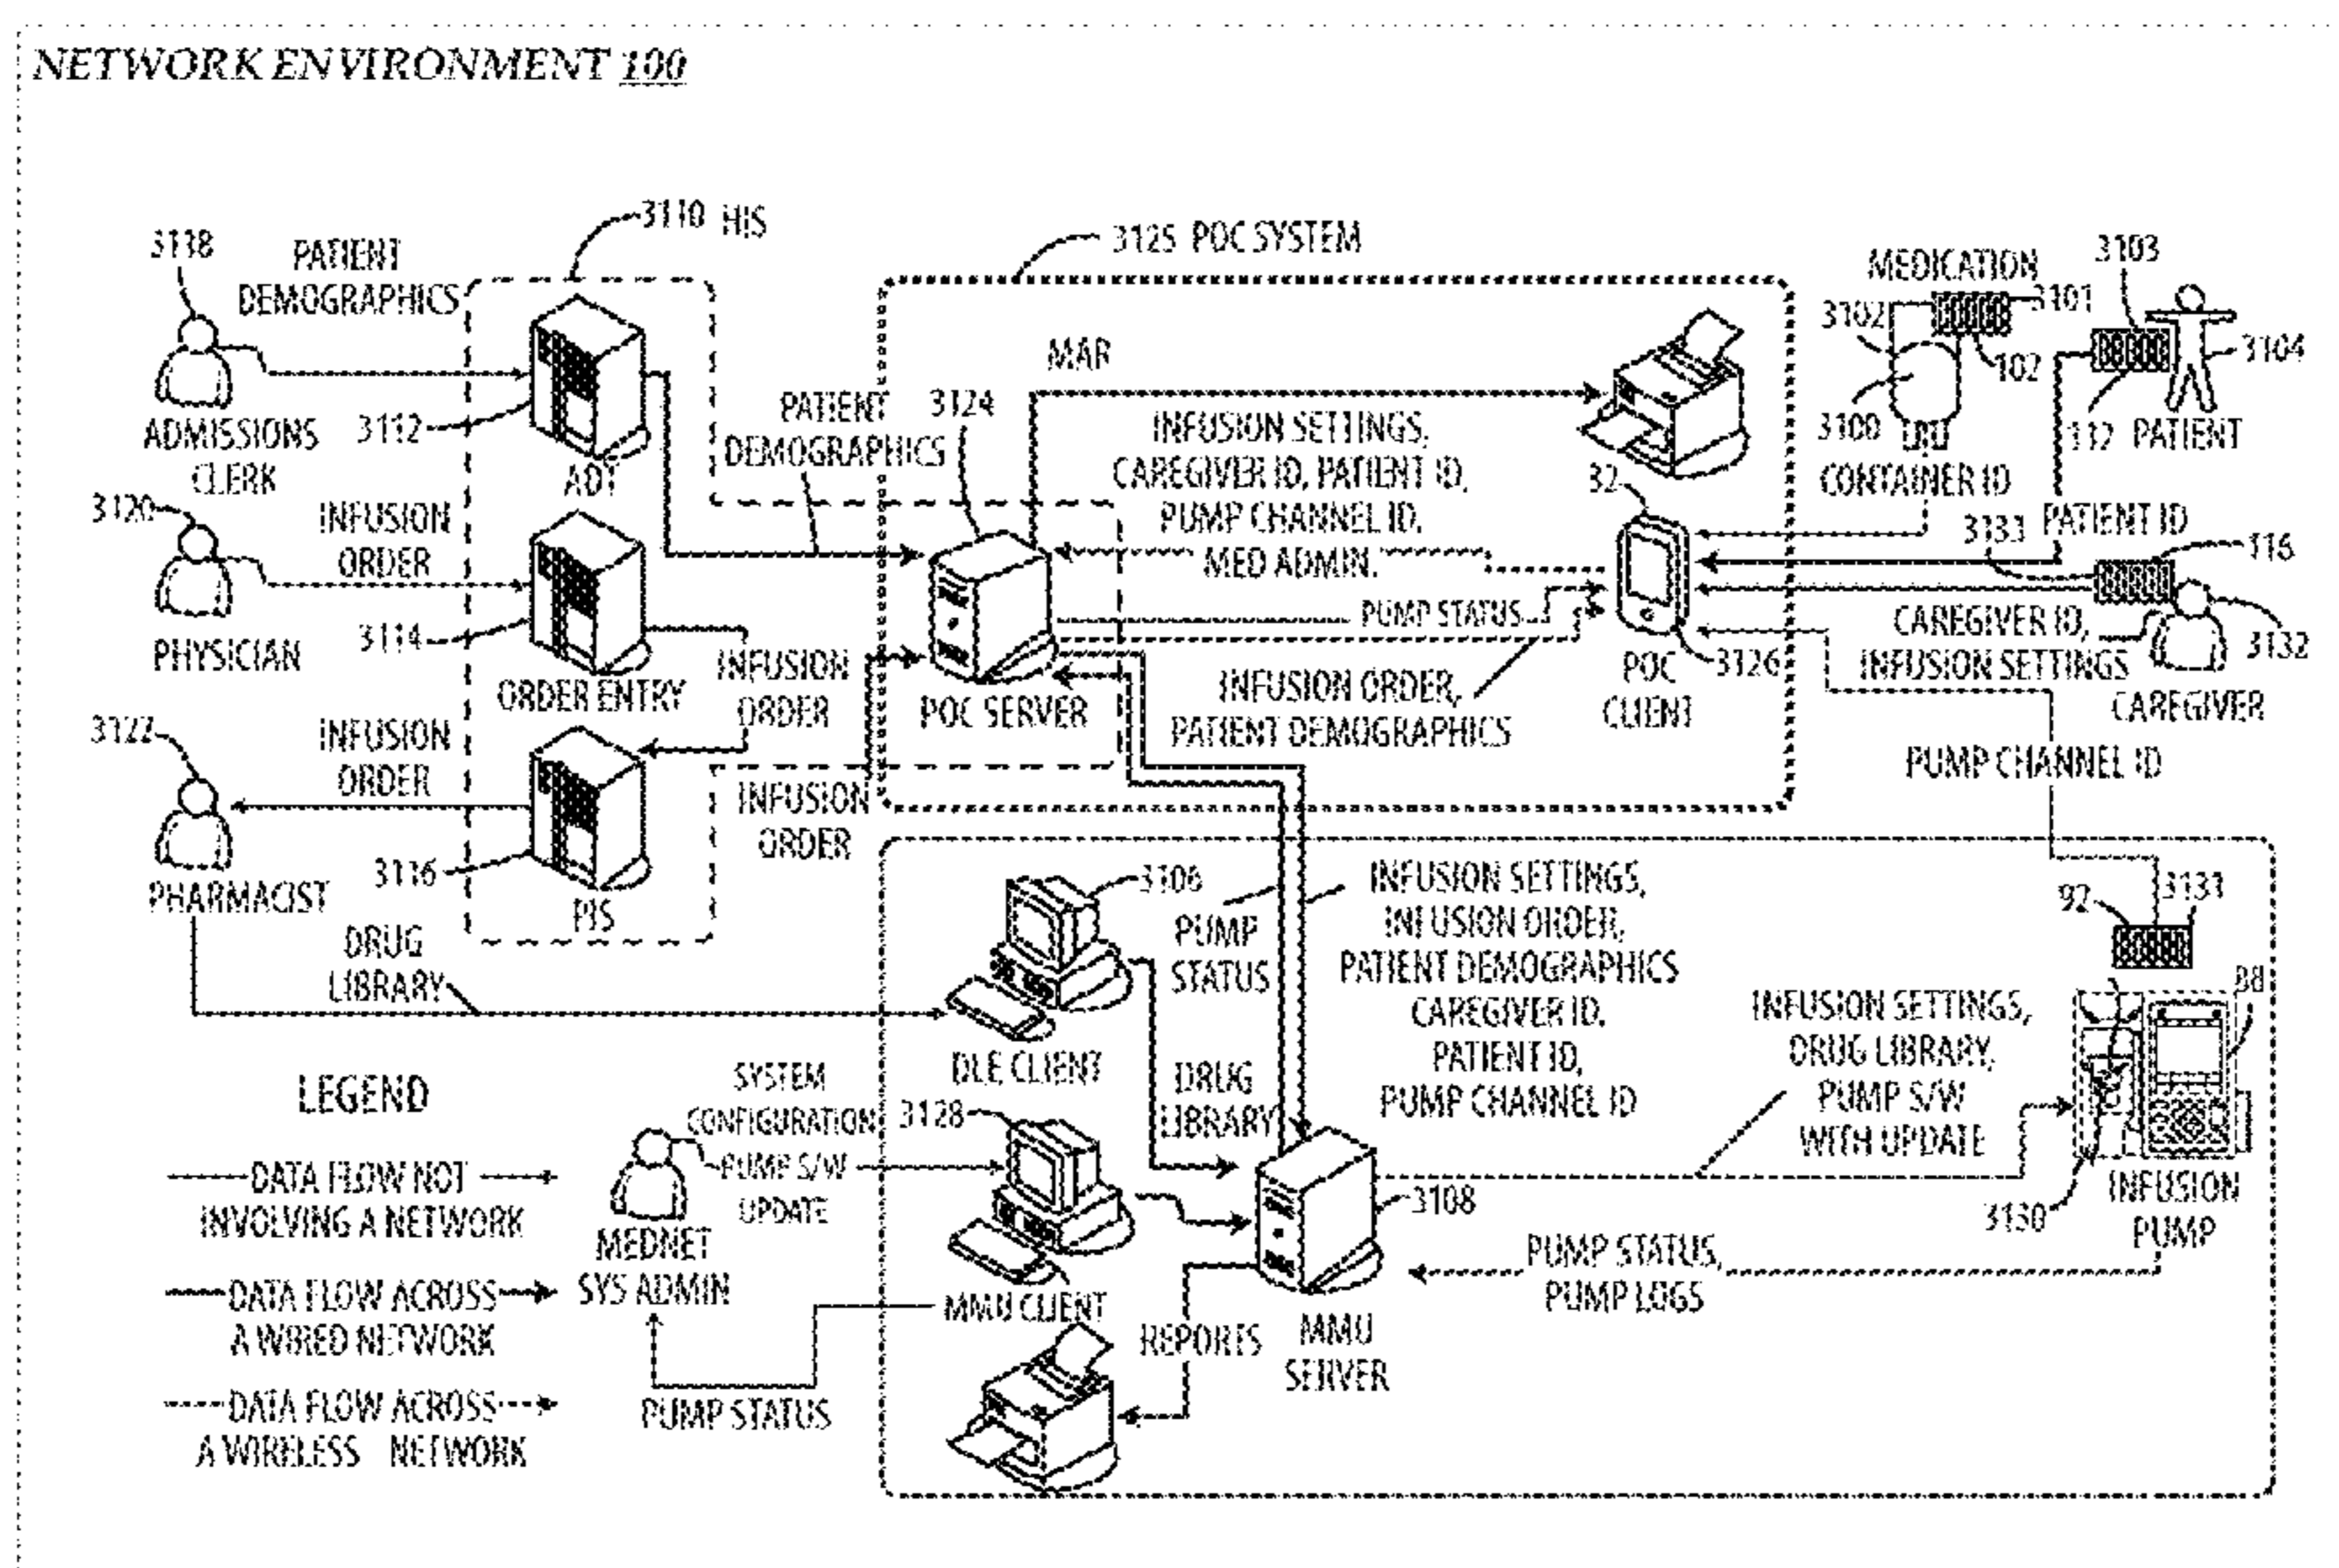 NETWORK ENVIRONMENT 100
3110 HIS
3125 POC SYSTEM
3118
PATIENT
DEMOGRAPHICS
ADMISSIONS
CLERK
3112
ADT
3120
INFUSION
ORDER
PHYSICIAN
3114
ORDER ENTRY
INFUSION
ORDER
3122
INFUSION
ORDER
PHARMACIST
3116
PIS
DRUG
LIBRARY
PATIENT
DEMOGRAPHICS
3124
POC SERVER
INFUSION
ORDER
MAR
INFUSION SETTINGS,
CAREGIVER ID, PATIENT ID,
PUMP CHANNEL ID,
MED ADMIN.
PUMP STATUS
INFUSION ORDER,
PATIENT DEMOGRAPHICS
32
POC
CLIENT
3126
MEDICATION
3101
3102
102
3100
CONTAINER ID
3103
3104
112 PATIENT
PATIENT ID
3133
116
CAREGIVER ID,
INFUSION SETTINGS
3132
CAREGIVER
PUMP CHANNEL ID
3106
DLE CLIENT
PUMP
STATUS
INFUSION SETTINGS,
INFUSION ORDER,
PATIENT DEMOGRAPHICS
CAREGIVER ID,
PATIENT ID,
PUMP CHANNEL ID
DRUG
LIBRARY
92
3131
INFUSION SETTINGS,
DRUG LIBRARY,
PUMP S/W
WITH UPDATE
3130
INFUSION
PUMP
SYSTEM
CONFIGURATION
PUMP S/W
UPDATE
3128
MEDNET
SYS ADMIN
MMU CLIENT
3108
MMU
SERVER
PUMP STATUS,
PUMP LOGS
REPORTS
PUMP STATUS
LEGEND
DATA FLOW NOT
INVOLVING A NETWORK
DATA FLOW ACROSS
A WIRED NETWORK
DATA FLOW ACROSS
A WIRELESS NETWORK